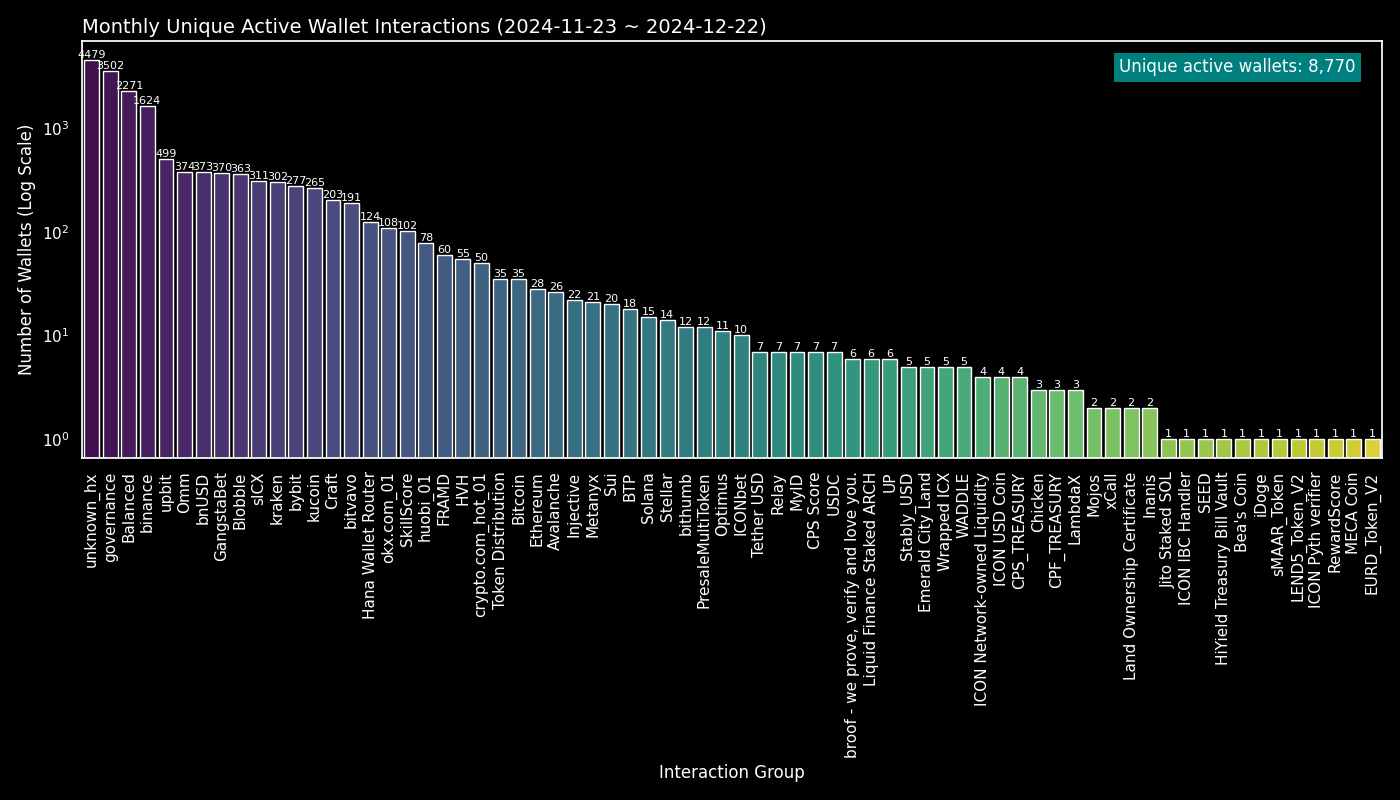 Monthly Unique Active Wallet Interactions (2024-11-23 ~ 2024-12-22)
Unique active wallets: 8,770
Number of Wallets (Log Scale)
10³
10²
10¹
10⁰
4479
3502
2271
1624
499
374
373
370
363
311
302
277
265
203
191
124
108
102
78
60
55
50
35
35
28
26
22
21
20
18
15
14
12
12
11
10
7
7
7
7
7
6
6
6
5
5
5
5
4
4
4
3
3
3
2
2
2
2
1
1
1
1
1
1
1
1
1
1
1
1
unknown_hx
governance
Balanced
binance
upbit
Omm
bnUSD
GangstaBet
Blobble
sICX
kraken
bybit
kucoin
Craft
bitvavo
Hana Wallet Router
okx.com_01
SkillScore
huobi_01
FRAMD
HVH
crypto.com_hot_01
Token Distribution
Bitcoin
Ethereum
Avalanche
Injective
Metanyx
Sui
BTP
Solana
Stellar
bithumb
PresaleMultiToken
Optimus
ICONbet
Tether USD
Relay
MyID
CPS Score
USDC
broof - we prove, verify and love you.
Liquid Finance Staked ARCH
UP
Stably_USD
Emerald City Land
Wrapped ICX
WADDLE
ICON Network-owned Liquidity
ICON USD Coin
CPS_TREASURY
Chicken
CPF_TREASURY
LambdaX
Mojos
xCall
Land Ownership Certificate
Inanis
Jito Staked SOL
ICON IBC Handler
SEED
HiYield Treasury Bill Vault
Bea's Coin
iDoge
sMAAR_Token
LEND5_Token_V2
ICON Pyth verifier
RewardScore
MECA Coin
EURD_Token_V2
Interaction Group